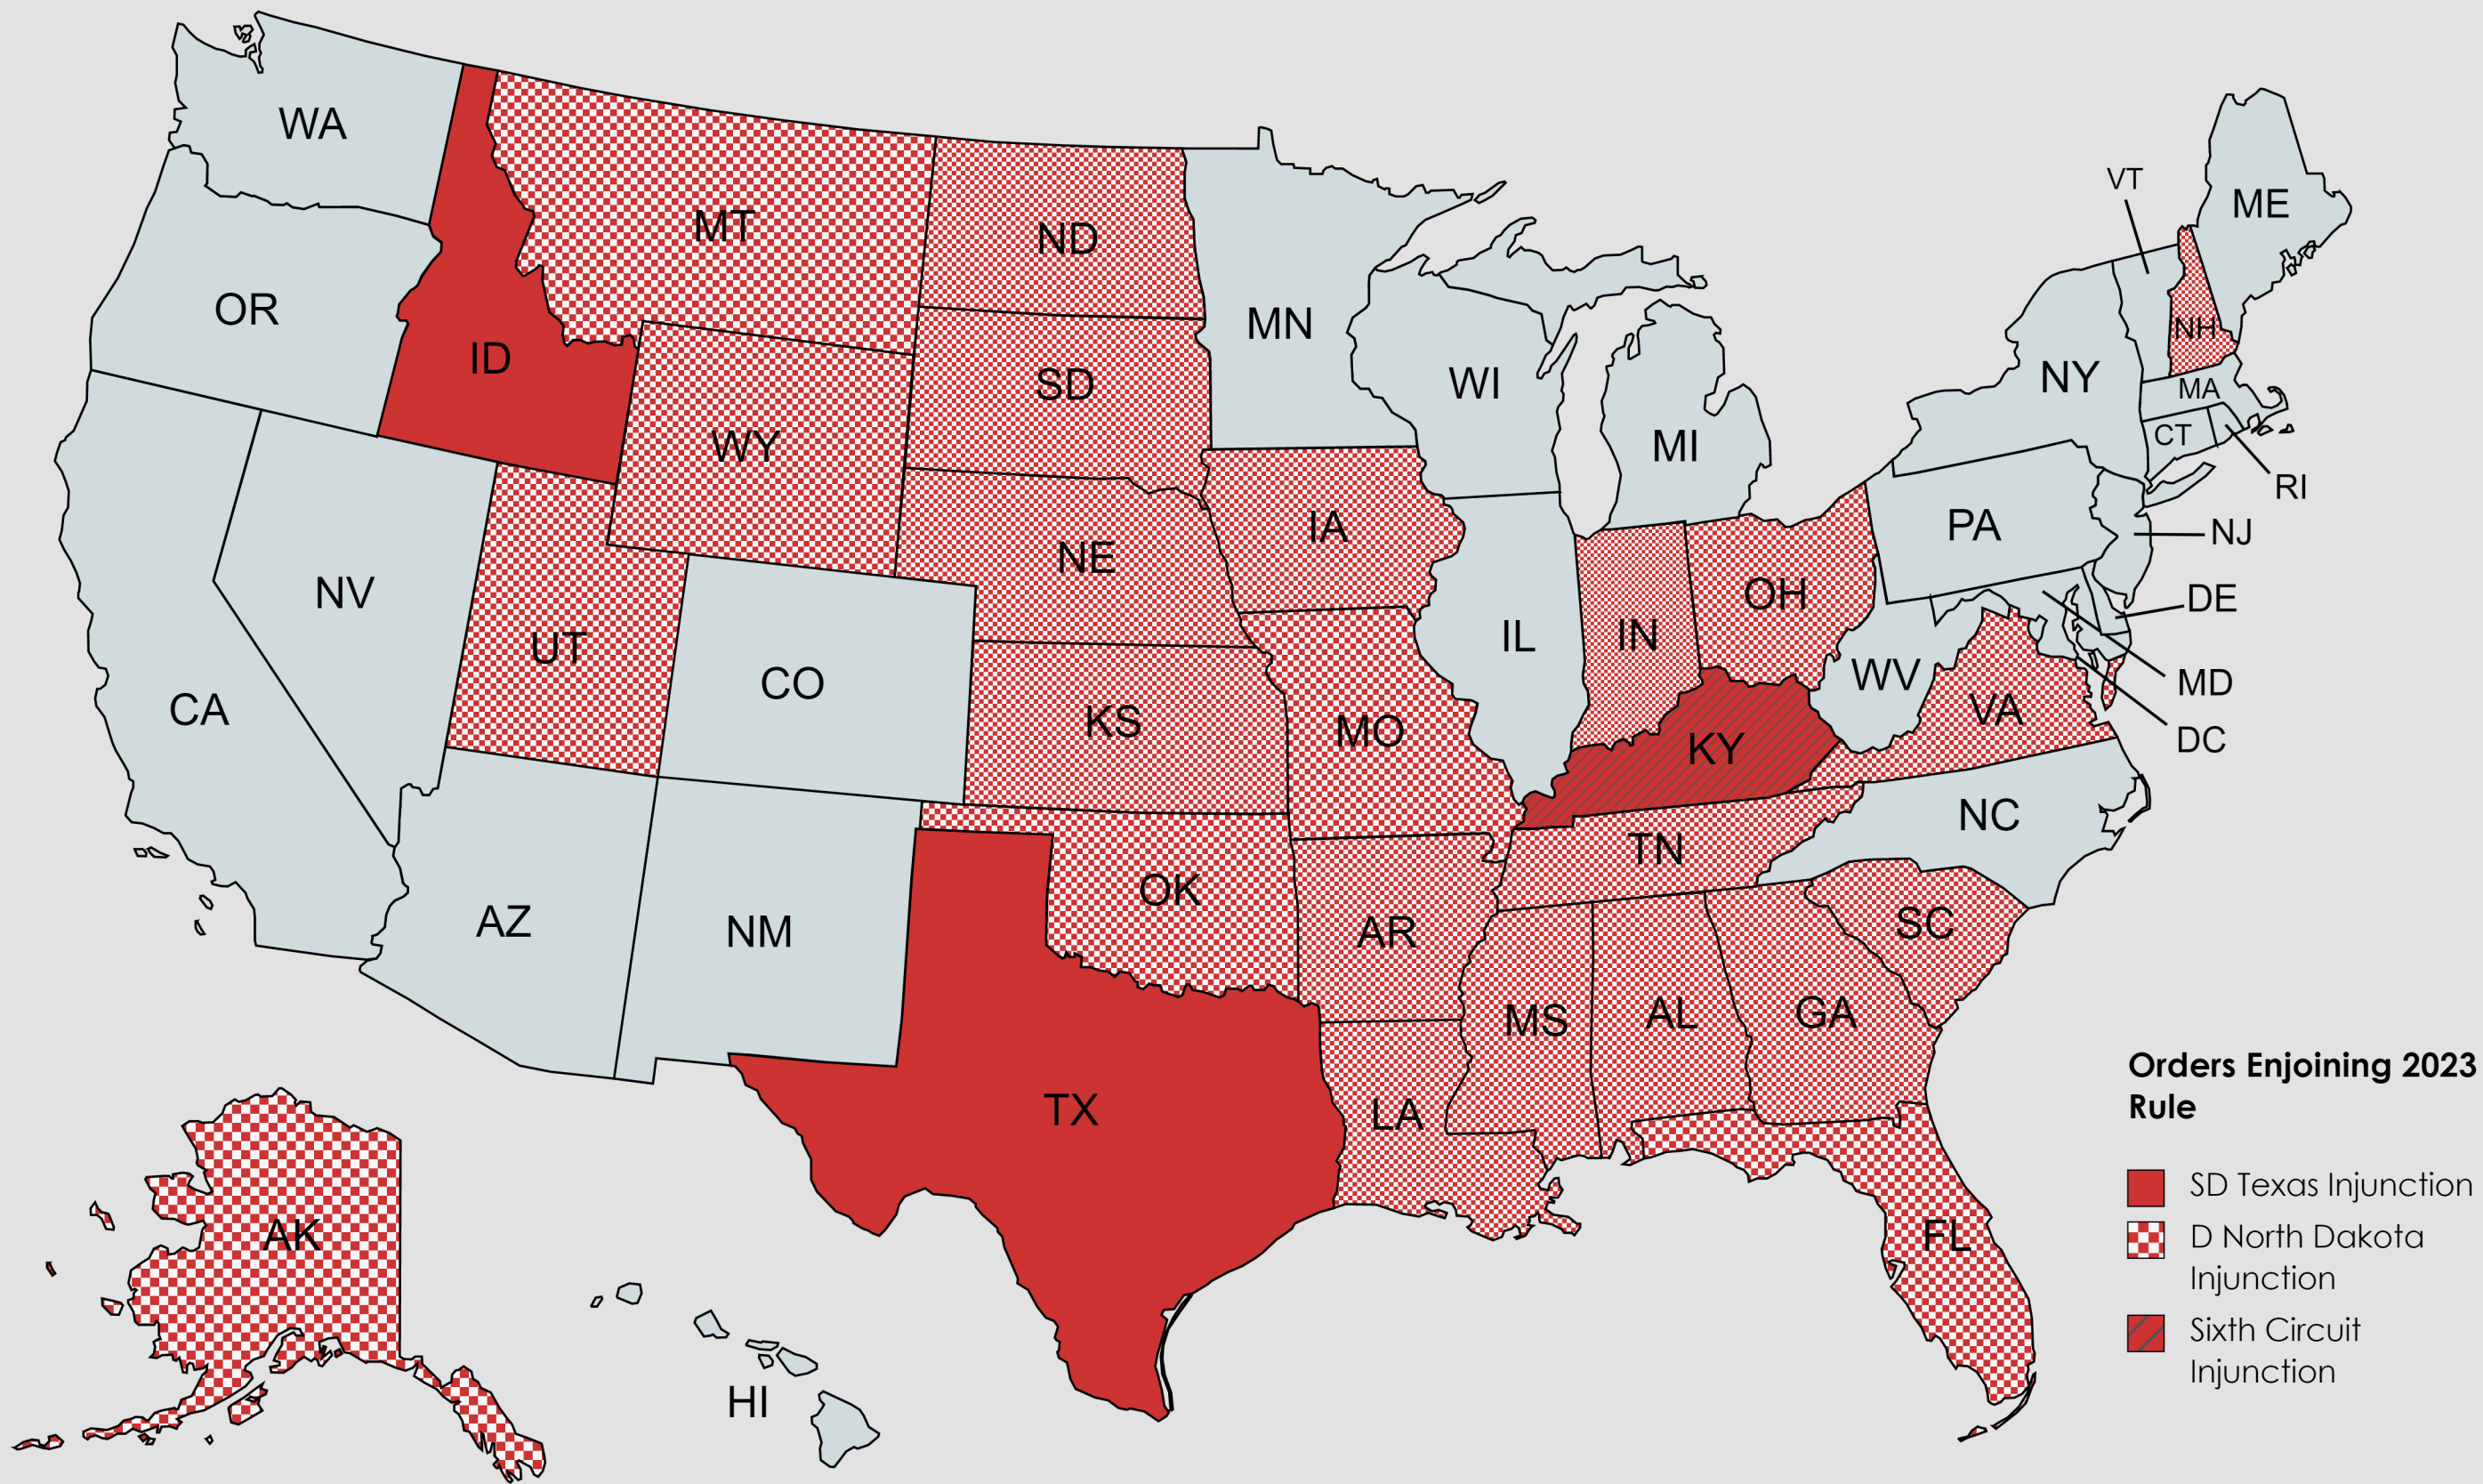 WA
MT
ND
VT
ME
OR
MN
NH
ID
SD
WI
NY
MA
WY
MI
CT
RI
IA
PA
NJ
NE
NV
OH
DE
UT
IL
IN
CO
WV
MD
CA
KS
MO
VA
KY
DC
NC
TN
OK
AZ
NM
AR
SC
MS
AL
GA
TX
LA
AK
FL
HI
Orders Enjoining 2023
Rule
SD Texas Injunction
D North Dakota
Injunction
Sixth Circuit
Injunction